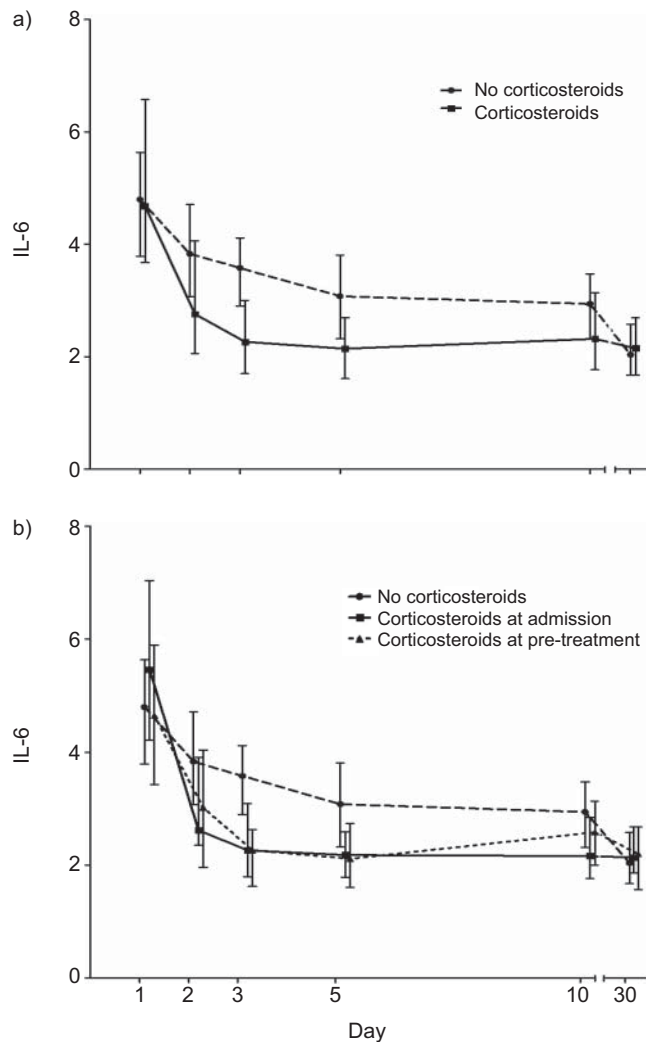 a)
8
No corticosteroids
Corticosteroids
6
IL-6
4
2
0
b)
8
No corticosteroids
Corticosteroids at admission
Corticosteroids at pre-treatment
6
IL-6
4
2
0
1 2 3 5 10 30
Day